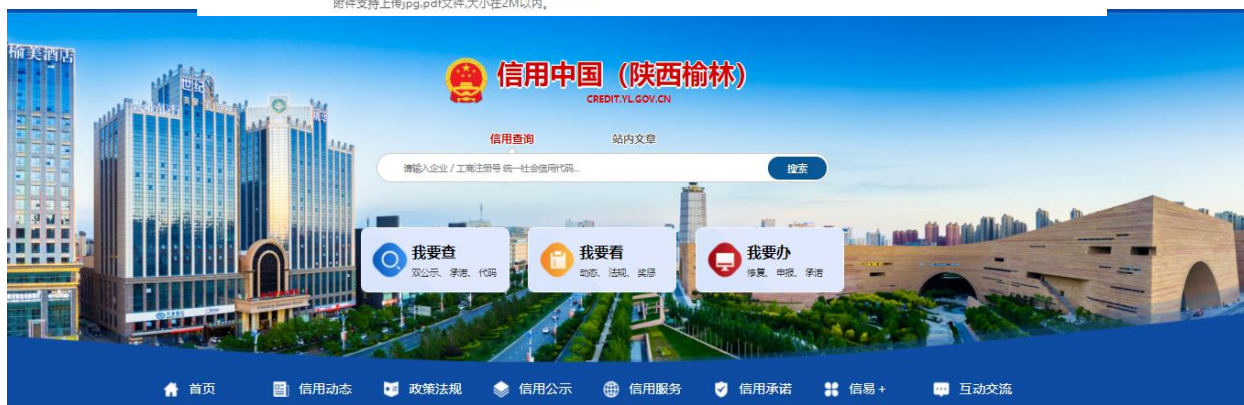 附件支持上传jpg,pdf文件,大小在2M以内。
信用中国（陕西榆林）
CREDIT.YL.GOV.CN
信用查询 站内文章
请输入企业 / 工商注册号 统一社会信用代码...
搜索
我要查
双公示、承诺、代码
我要看
动态、法规、奖惩
我要办
修复、申报、承诺
首页 信用动态 政策法规 信用公示 信用服务 信用承诺 信易+ 互动交流